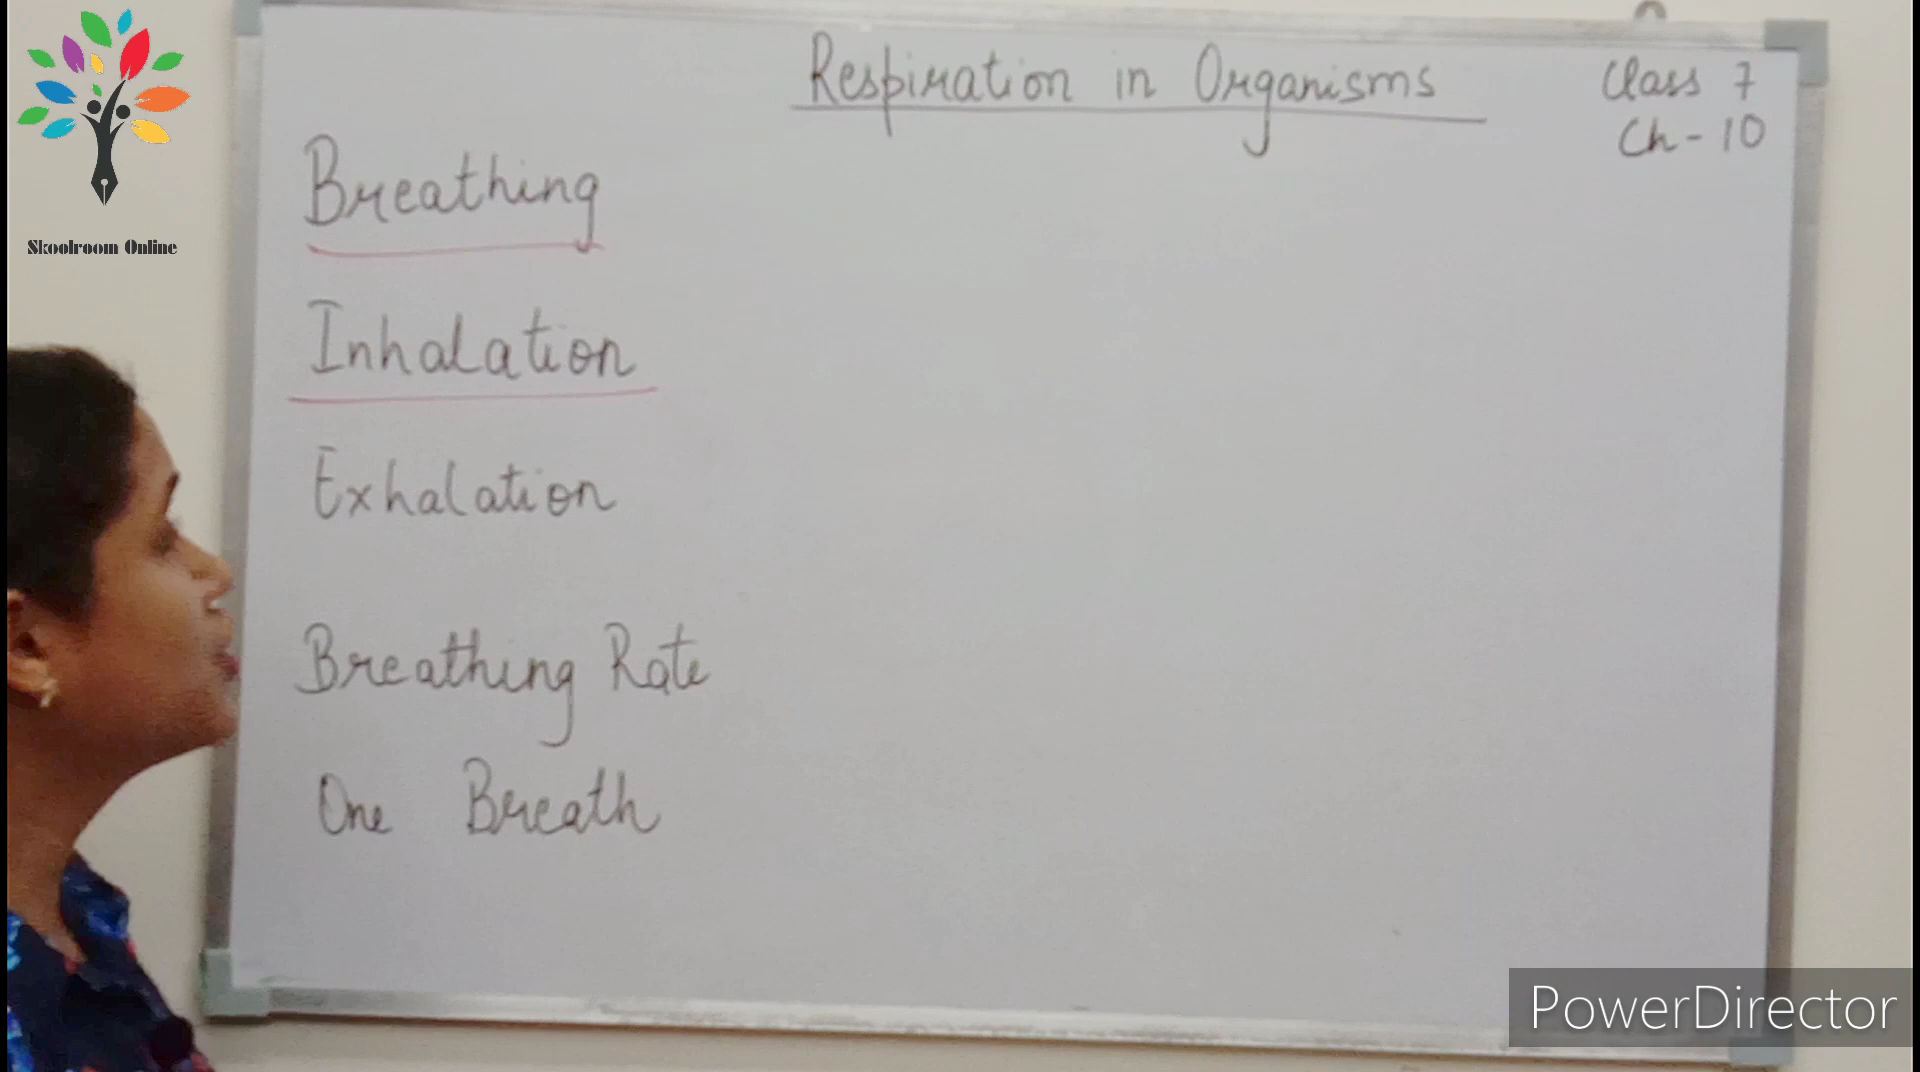 Respiration in Organisms
Class 7
Ch - 10
Breathing
Inhalation
Exhalation
Breathing Rate
One Breath
Skoolroom Online
PowerDirector